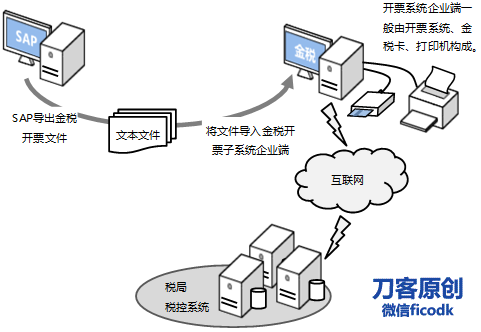 SAP
金税
开票系统企业端一
般由开票系统、金
税卡、打印机构成。
SAP导出金税
开票文件
文本文件
将文件导入金税开
票子系统企业端
互联网
税局
税控系统
刀客原创
微信ficodk